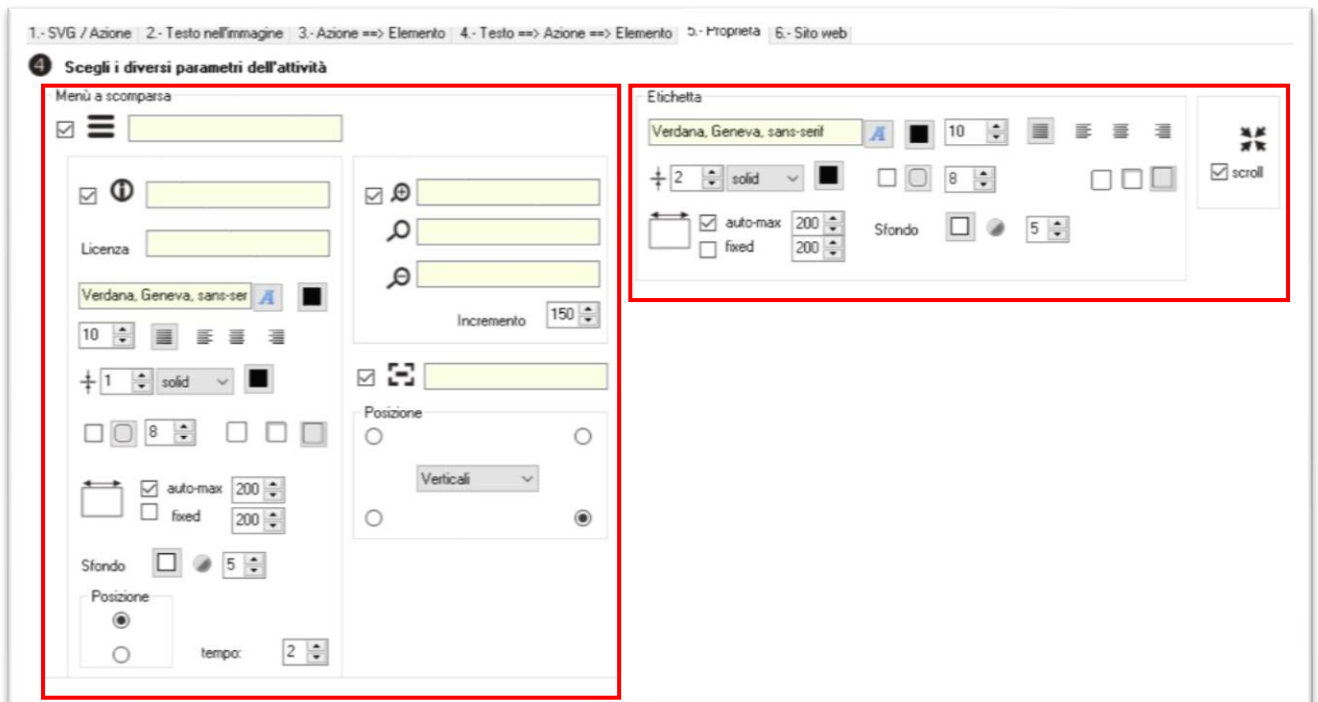 1.- SVG / Azione 2.- Testo nell'immagine 3.- Azione ==> Elemento 4.- Testo ==> Azione ==> Elemento 5.- Proprietà 6.- Sito web
4 Scegli i diversi parametri dell'attività
Menù a scomparsa
Licenza
Verdana, Geneva, sans-ser A
10
1 solid
8
auto-max 200
fixed 200
Sfondo 5
Posizione
tempo: 2
Incremento 150
Posizione
Verticali
Etichetta
Verdana, Geneva, sans-serif A 10
2 solid 8
auto-max 200
fixed 200
Sfondo 5
scroll